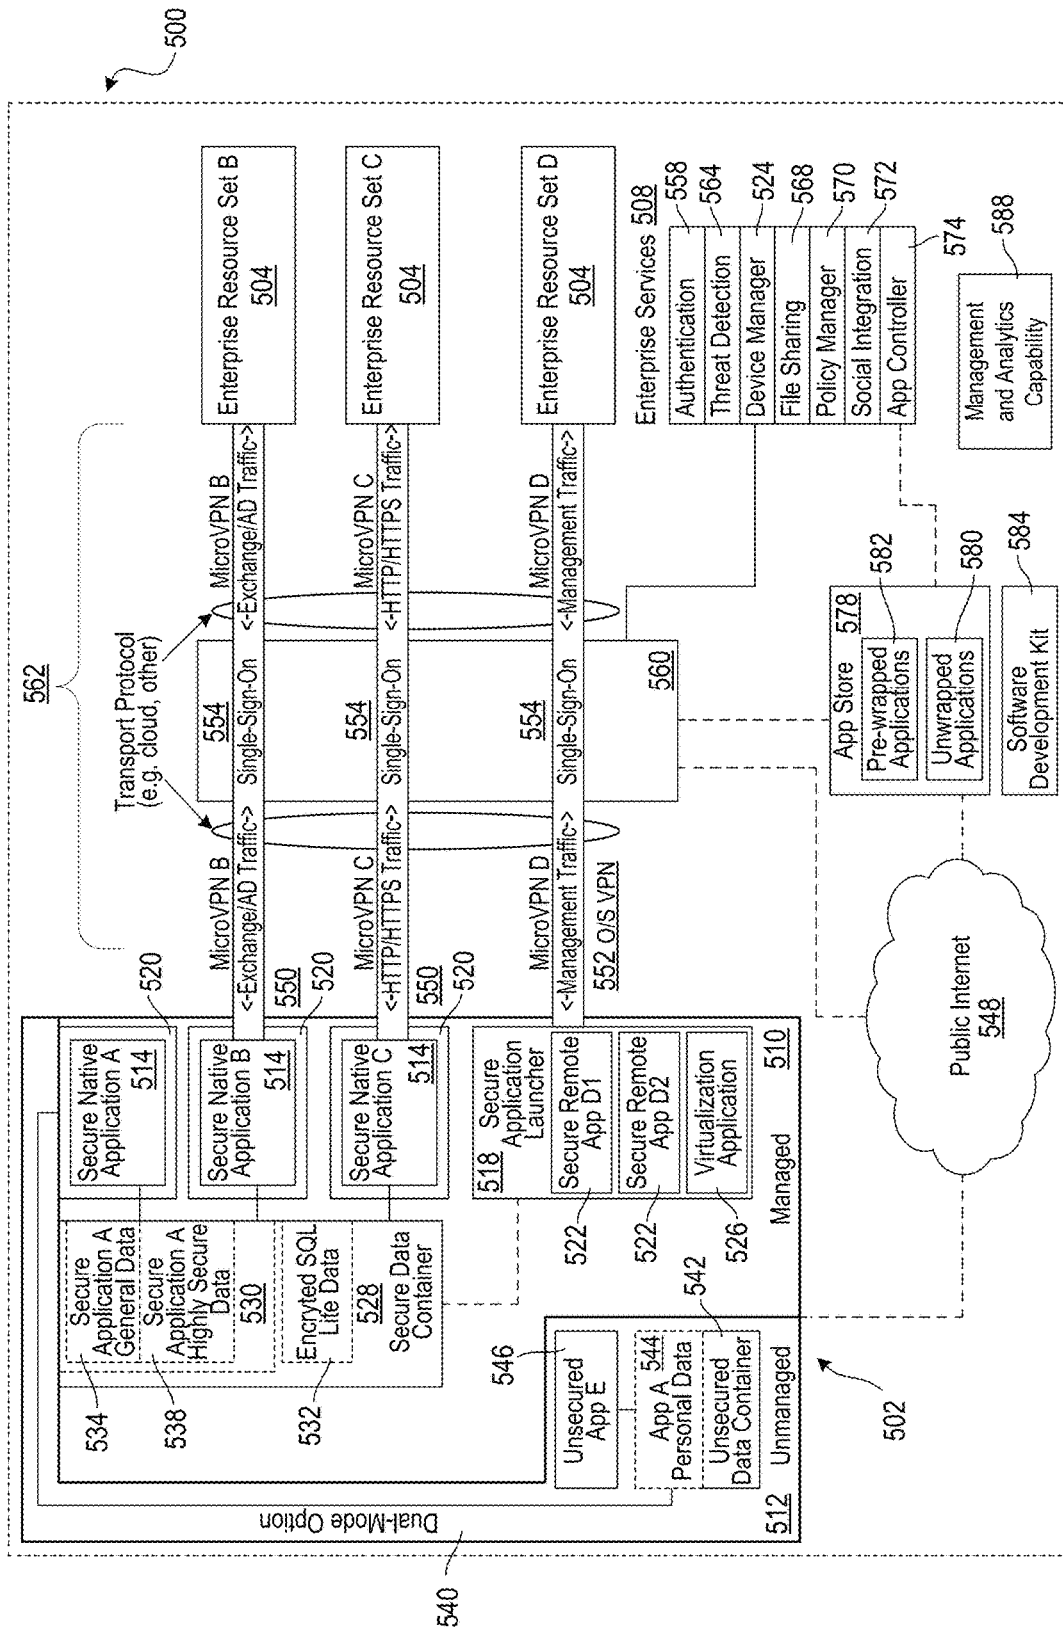 500
562
Transport Protocol
(e.g. cloud, other)
540
Dual-Mode Option
512
534
Secure
Application A
General Data
538
Secure
Application A
Highly Secure
Data
530
532
Encryted SQL
Lite Data
528
Secure Data
Container
Secure Native
Application A
514
520
Secure Native
Application B
514
520
550
Secure Native
Application C
514
520
550
518
Secure
Application
Launcher
Secure Remote
App D1
522
Secure Remote
App D2
522
Virtualization
Application
526
Managed
510
546
Unsecured
App E
544
App A
Personal Data
542
Unsecured
Data Container
Unmanaged
502
MicroVPN B
<-Exchange/AD Traffic->
554
Single-Sign-On
MicroVPN B
<-Exchange/AD Traffic->
Enterprise Resource Set B
504
MicroVPN C
<-HTTP/HTTPS Traffic->
554
Single-Sign-On
MicroVPN C
<-HTTP/HTTPS Traffic->
Enterprise Resource Set C
504
MicroVPN D
<-Management Traffic->
552 O/S VPN
554
Single-Sign-On
MicroVPN D
<-Management Traffic->
Enterprise Resource Set D
504
560
Enterprise Services 508
Authentication
558
Threat Detection
564
Device Manager
524
File Sharing
568
Policy Manager
570
Social Integration
572
App Controller
574
App Store 578
Pre-wrapped
Applications
582
Unwrapped
Applications
580
Software
Development Kit
584
Management
and Analytics
Capability
588
Public Internet
548